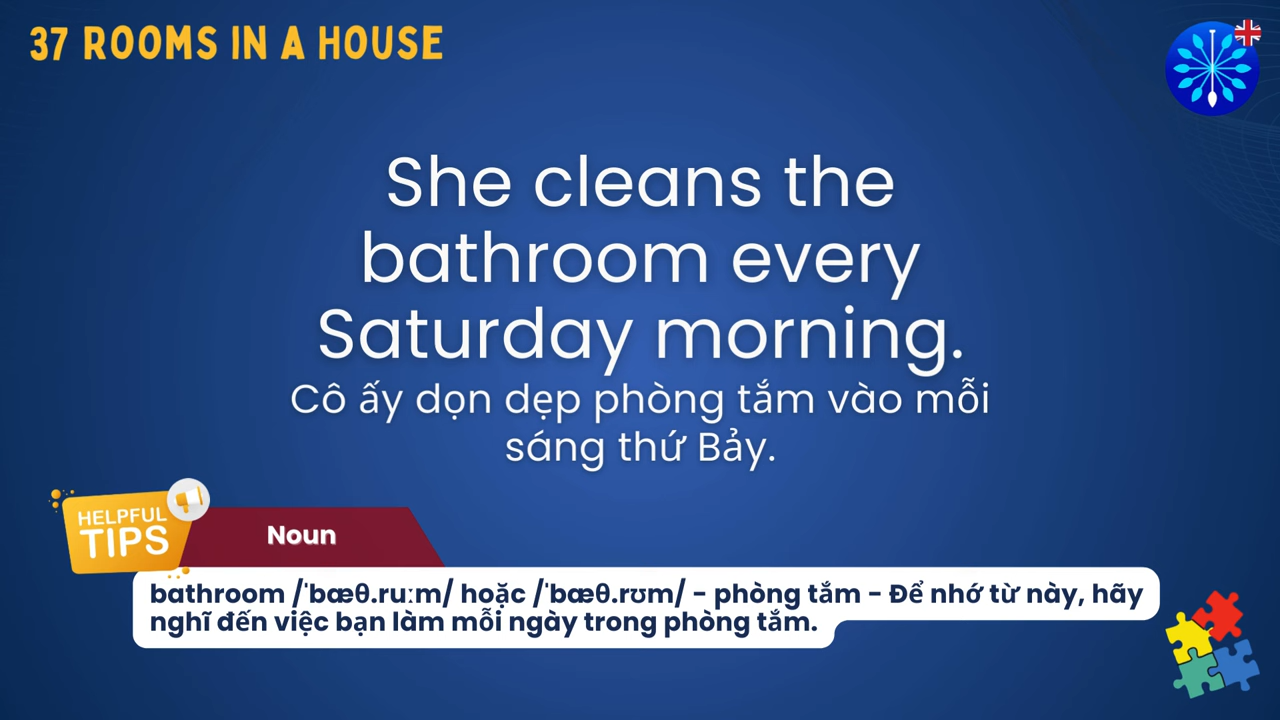 37 ROOMS IN A HOUSE
She cleans the
bathroom every
Saturday morning.
Cô ấy dọn dẹp phòng tắm vào mỗi
sáng thứ Bảy.
HELPFUL
TIPS
Noun
bathroom /ˈbæθ.ruːm/ hoặc /ˈbæθ.rʊm/ - phòng tắm - Để nhớ từ này, hãy
nghĩ đến việc bạn làm mỗi ngày trong phòng tắm.